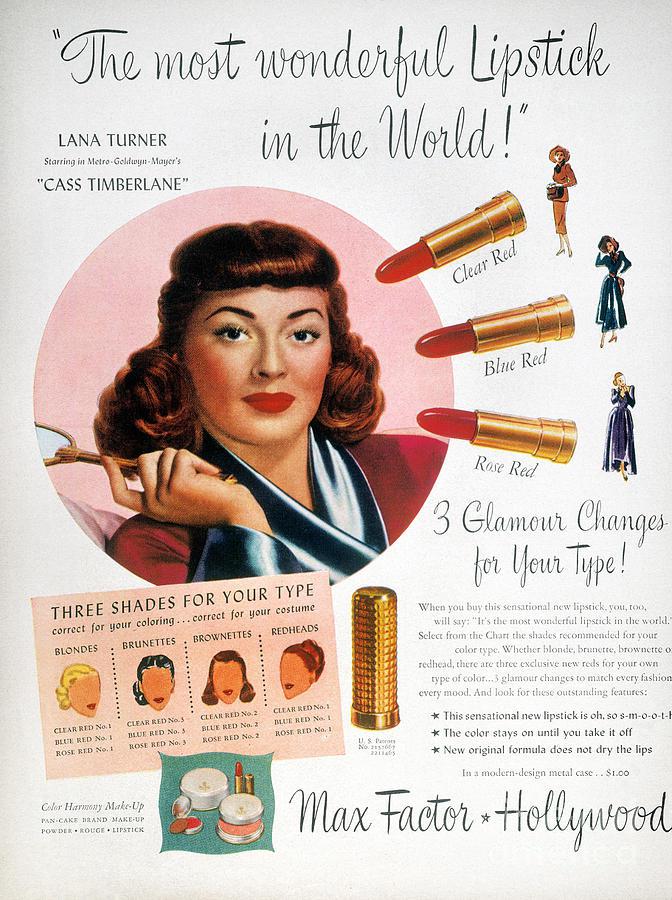 "The most wonderful Lipstick
in the World!"
LANA TURNER
Starring in Metro-Goldwyn-Mayer's
"CASS TIMBERLANE"
Clear Red
Blue Red
Rose Red
3 Glamour Changes
for Your Type!
THREE SHADES FOR YOUR TYPE
correct for your coloring...correct for your costume
BLONDES
BRUNETTES
BROWNETTES
REDHEADS
CLEAR RED No. 1
BLUE RED No. 1
ROSE RED No. 1
CLEAR RED No. 3
BLUE RED No. 3
ROSE RED No. 3
CLEAR RED No. 2
BLUE RED No. 2
ROSE RED No. 2
CLEAR RED No. 1
BLUE RED No. 1
ROSE RED No. 1
When you buy this sensational new lipstick, you, too,
will say: "It's the most wonderful lipstick in the world."
Select from the Chart the shades recommended for your
color type. Whether blonde, brunette, brownette o
redhead, there are three exclusive new reds for your own
type of color...3 glamour changes to match every fashion
every mood. And look for these outstanding features:
★ This sensational new lipstick is oh, so s-m-o-o-t-h
★ The color stays on until you take it off
★ New original formula does not dry the lips
In a modern-design metal case . . $1.00
U. S. Patents
No. 2157667
2211465
Color Harmony Make-Up
PAN-CAKE BRAND MAKE-UP
POWDER • ROUGE • LIPSTICK
Max Factor ★ Hollywood